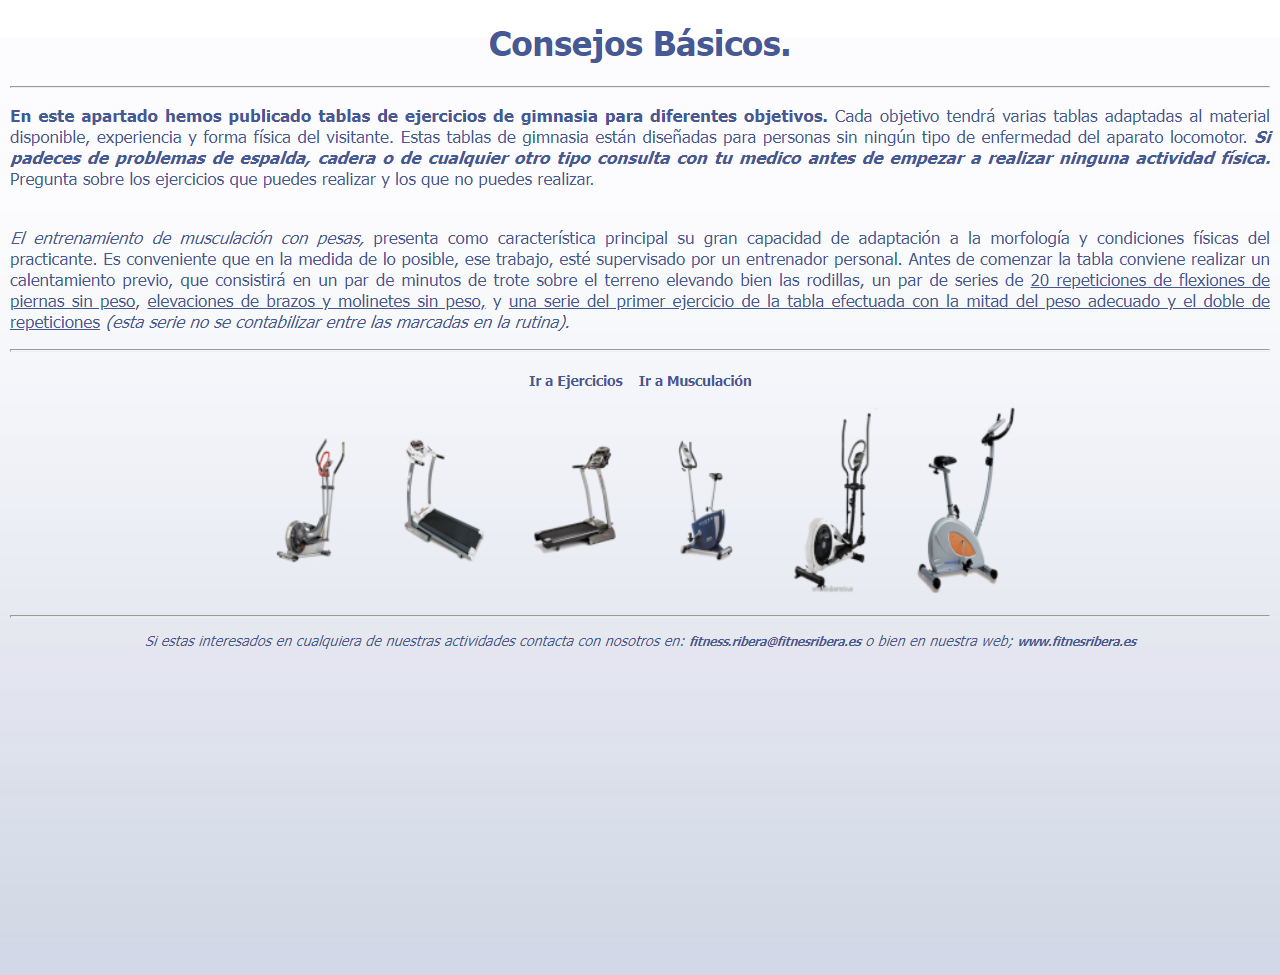 Consejos Básicos.
En este apartado hemos publicado tablas de ejercicios de gimnasia para diferentes objetivos. Cada objetivo tendrá varias tablas adaptadas al material
disponible, experiencia y forma física del visitante. Estas tablas de gimnasia están diseñadas para personas sin ningún tipo de enfermedad del aparato locomotor. Si
padeces de problemas de espalda, cadera o de cualquier otro tipo consulta con tu medico antes de empezar a realizar ninguna actividad física.
Pregunta sobre los ejercicios que puedes realizar y los que no puedes realizar.
El entrenamiento de musculación con pesas, presenta como característica principal su gran capacidad de adaptación a la morfología y condiciones físicas del
practicante. Es conveniente que en la medida de lo posible, ese trabajo, esté supervisado por un entrenador personal. Antes de comenzar la tabla conviene realizar un
calentamiento previo, que consistirá en un par de minutos de trote sobre el terreno elevando bien las rodillas, un par de series de 20 repeticiones de flexiones de
piernas sin peso, elevaciones de brazos y molinetes sin peso, y una serie del primer ejercicio de la tabla efectuada con la mitad del peso adecuado y el doble de
repeticiones (esta serie no se contabilizar entre las marcadas en la rutina).
Ir a Ejercicios Ir a Musculación
Si estas interesados en cualquiera de nuestras actividades contacta con nosotros en: fitness.ribera@fitnesribera.es o bien en nuestra web; www.fitnesribera.es